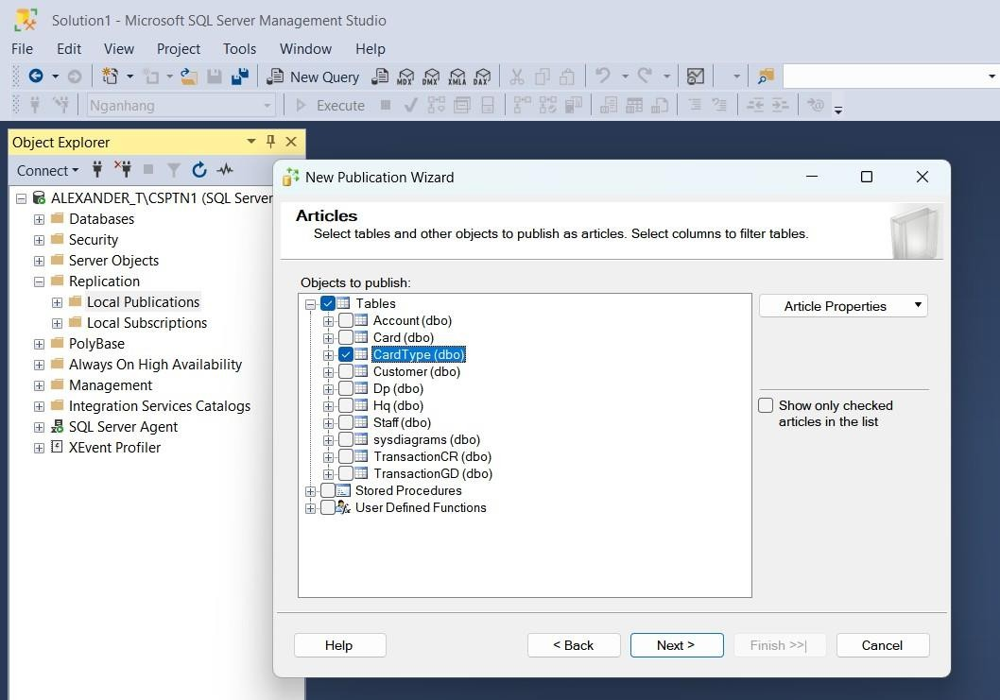 Solution1 - Microsoft SQL Server Management Studio
File Edit View Project Tools Window Help
New Query MDX DMX XMLA DAX
Nganhang Execute
Object Explorer
Connect
ALEXANDER_T\CSPTN1 (SQL Server
Databases
Security
Server Objects
Replication
Local Publications
Local Subscriptions
PolyBase
Always On High Availability
Management
Integration Services Catalogs
SQL Server Agent
XEvent Profiler
New Publication Wizard
Articles
Select tables and other objects to publish as articles. Select columns to filter tables.
Objects to publish:
Tables
Account (dbo)
Card (dbo)
CardType (dbo)
Customer (dbo)
Dp (dbo)
Hq (dbo)
Staff (dbo)
sysdiagrams (dbo)
TransactionCR (dbo)
TransactionGD (dbo)
Stored Procedures
User Defined Functions
Article Properties
Show only checked
articles in the list
Help < Back Next > Finish >>| Cancel